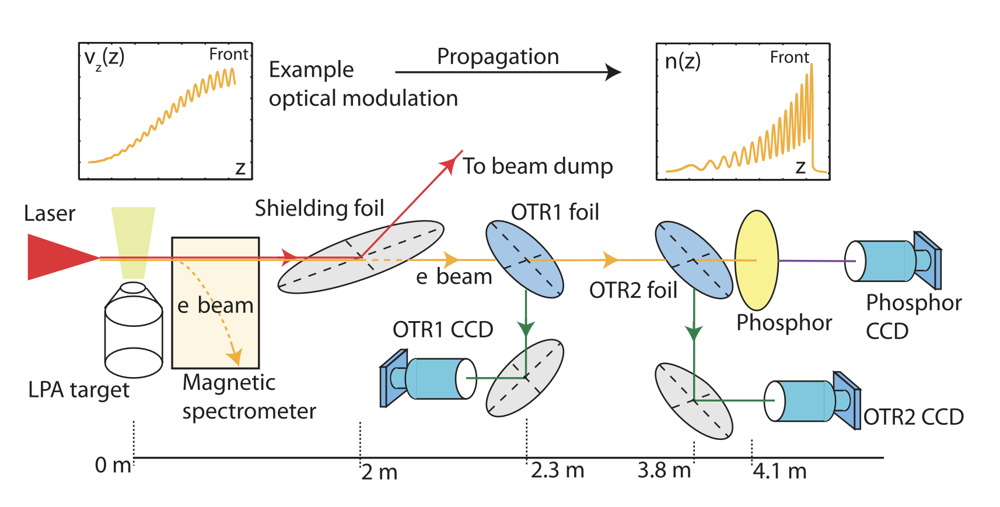 v_z(z)
Front
z
Example
optical modulation
Propagation
n(z)
Front
z
To beam dump
Laser
Shielding foil
OTR1 foil
e beam
OTR2 foil
e beam
Phosphor
Phosphor
CCD
OTR1 CCD
LPA target
Magnetic
spectrometer
OTR2 CCD
0 m
2 m
2.3 m
3.8 m
4.1 m